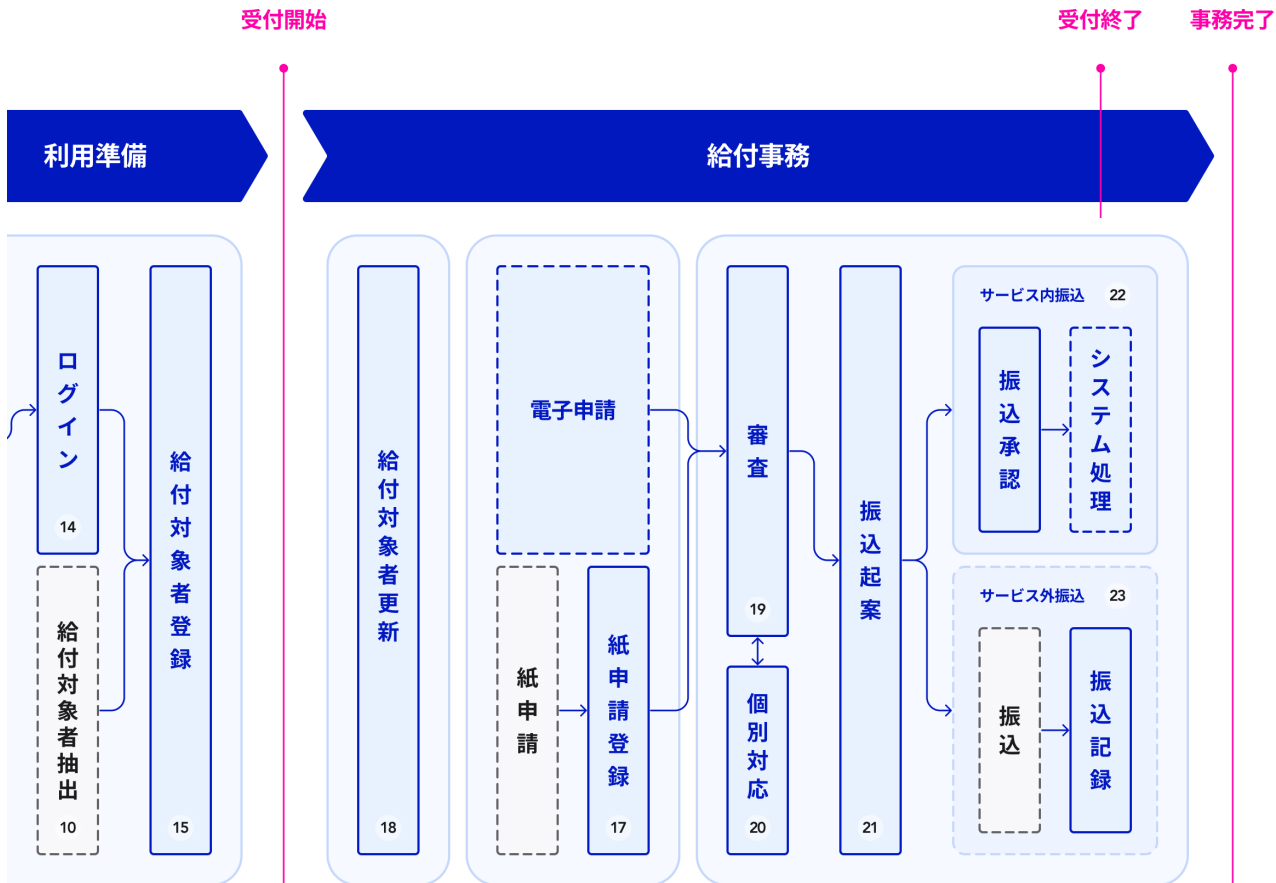 受付開始
受付終了
事務完了
利用準備
給付事務
ログイン
14
給付対象者抽出
10
給付対象者登録
15
給付対象者更新
18
電子申請
紙申請
紙申請登録
17
審査
19
個別対応
20
振込起案
21
サービス内振込
22
振込承認
システム処理
サービス外振込
23
振込
振込記録